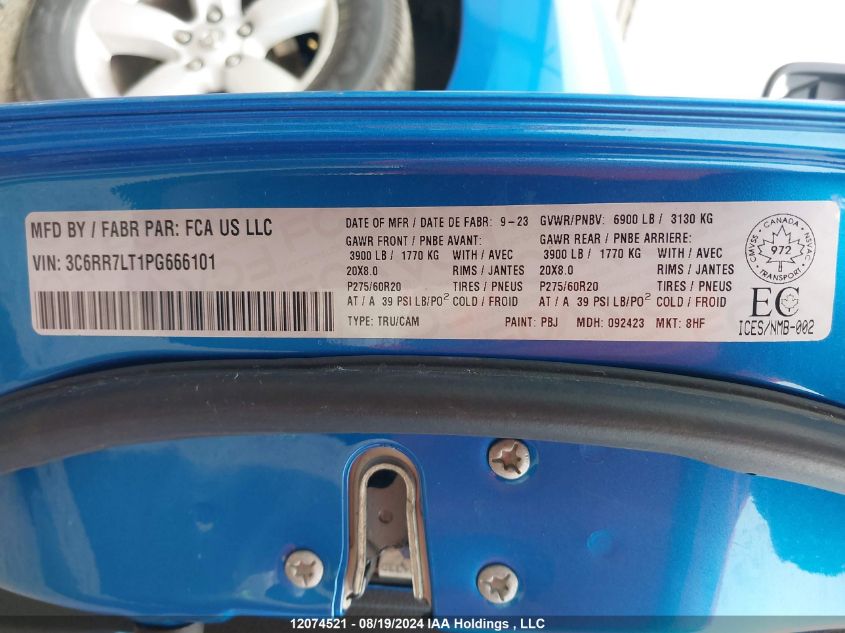 MFD BY / FABR PAR: FCA US LLC
VIN: 3C6RR7LT1PG666101
DATE OF MFR / DATE DE FABR: 9-23 GVWR/PNBV: 6900 LB / 3130 KG
GAWR FRONT / PNBE AVANT: GAWR REAR / PNBE ARRIERE:
3900 LB / 1770 KG WITH / AVEC 3900 LB / 1770 KG WITH / AVEC
20X8.0 RIMS / JANTES 20X8.0 RIMS / JANTES
P275/60R20 TIRES / PNEUS P275/60R20 TIRES / PNEUS
AT / A 39 PSI LB/PO² COLD / FROID AT / A 39 PSI LB/PO² COLD / FROID
TYPE: TRU/CAM PAINT: PBJ MDH: 092423 MKT: 8HF
CANADA
CMVSS 972 NSVAC
TRANSPORT
EC
ICES/NMB-002
12074521 - 08/19/2024 IAA Holdings , LLC